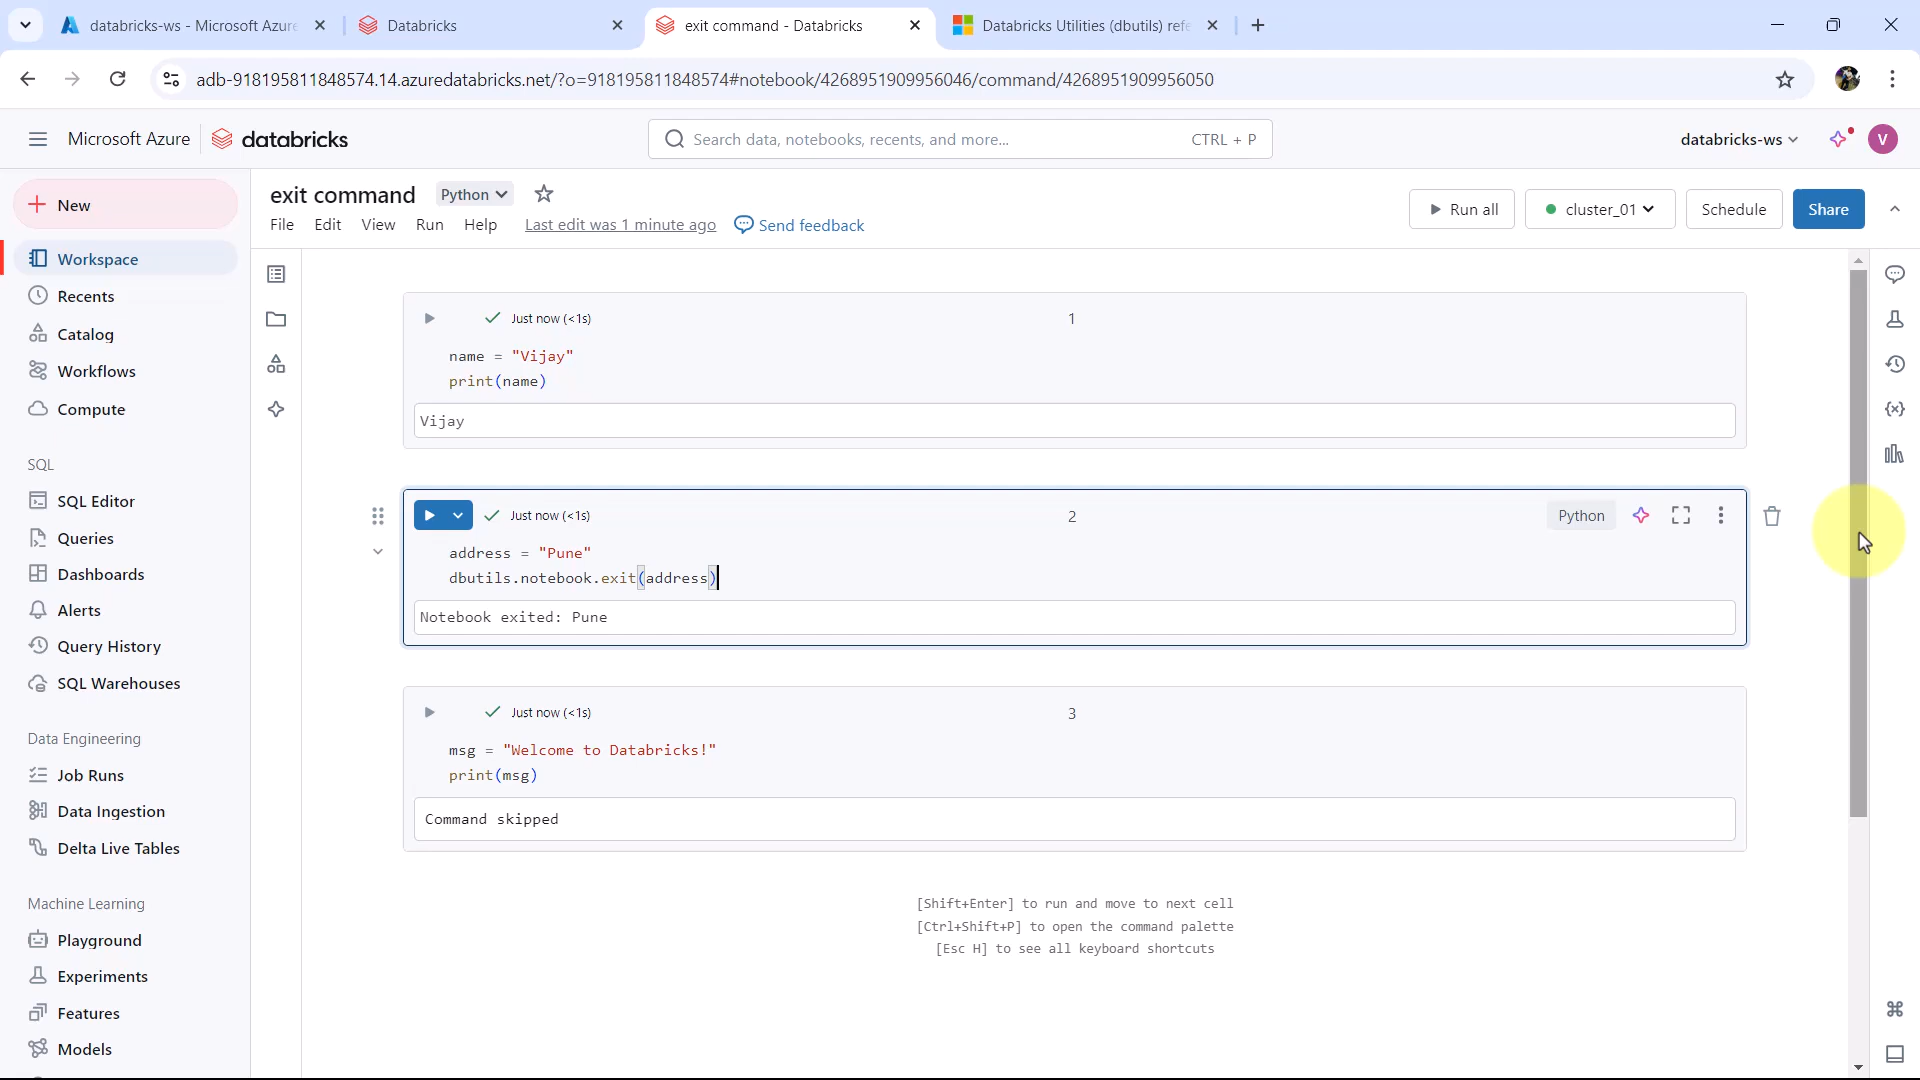 databricks-ws - Microsoft Azure
Databricks
exit command - Databricks
Databricks Utilities (dbutils) refe
adb-918195811848574.14.azuredatabricks.net/?o=918195811848574#notebook/4268951909956046/command/4268951909956050
Microsoft Azure
databricks
Search data, notebooks, recents, and more...
CTRL + P
databricks-ws
V
New
Workspace
Recents
Catalog
Workflows
Compute
SQL
SQL Editor
Queries
Dashboards
Alerts
Query History
SQL Warehouses
Data Engineering
Job Runs
Data Ingestion
Delta Live Tables
Machine Learning
Playground
Experiments
Features
Models
exit command
Python
File
Edit
View
Run
Help
Last edit was 1 minute ago
Send feedback
Run all
cluster_01
Schedule
Share
Just now (<1s)
1
name = "Vijay"
print(name)
Vijay
Just now (<1s)
2
Python
address = "Pune"
dbutils.notebook.exit(address)
Notebook exited: Pune
Just now (<1s)
3
msg = "Welcome to Databricks!"
print(msg)
Command skipped
[Shift+Enter] to run and move to next cell
[Ctrl+Shift+P] to open the command palette
[Esc H] to see all keyboard shortcuts